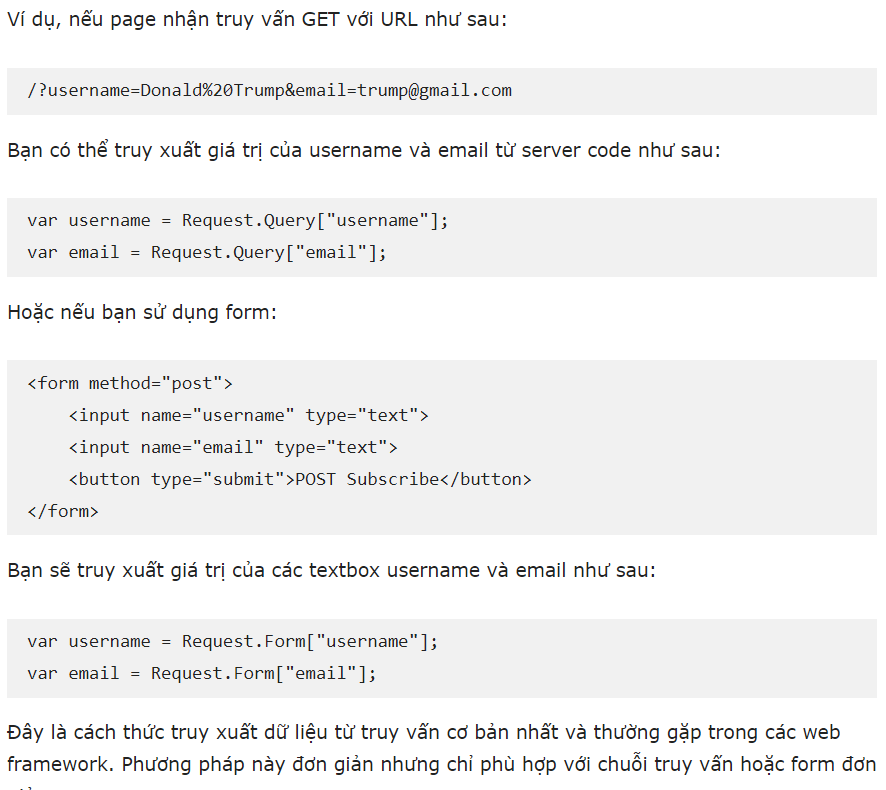 Ví dụ, nếu page nhận truy vấn GET với URL như sau:
/?username=Donald%20Trump&email=trump@gmail.com
Bạn có thể truy xuất giá trị của username và email từ server code như sau:
var username = Request.Query["username"];
var email = Request.Query["email"];
Hoặc nếu bạn sử dụng form:
<form method="post">
    <input name="username" type="text">
    <input name="email" type="text">
    <button type="submit">POST Subscribe</button>
</form>
Bạn sẽ truy xuất giá trị của các textbox username và email như sau:
var username = Request.Form["username"];
var email = Request.Form["email"];
Đây là cách thức truy xuất dữ liệu từ truy vấn cơ bản nhất và thường gặp trong các web
framework. Phương pháp này đơn giản nhưng chỉ phù hợp với chuỗi truy vấn hoặc form đơn